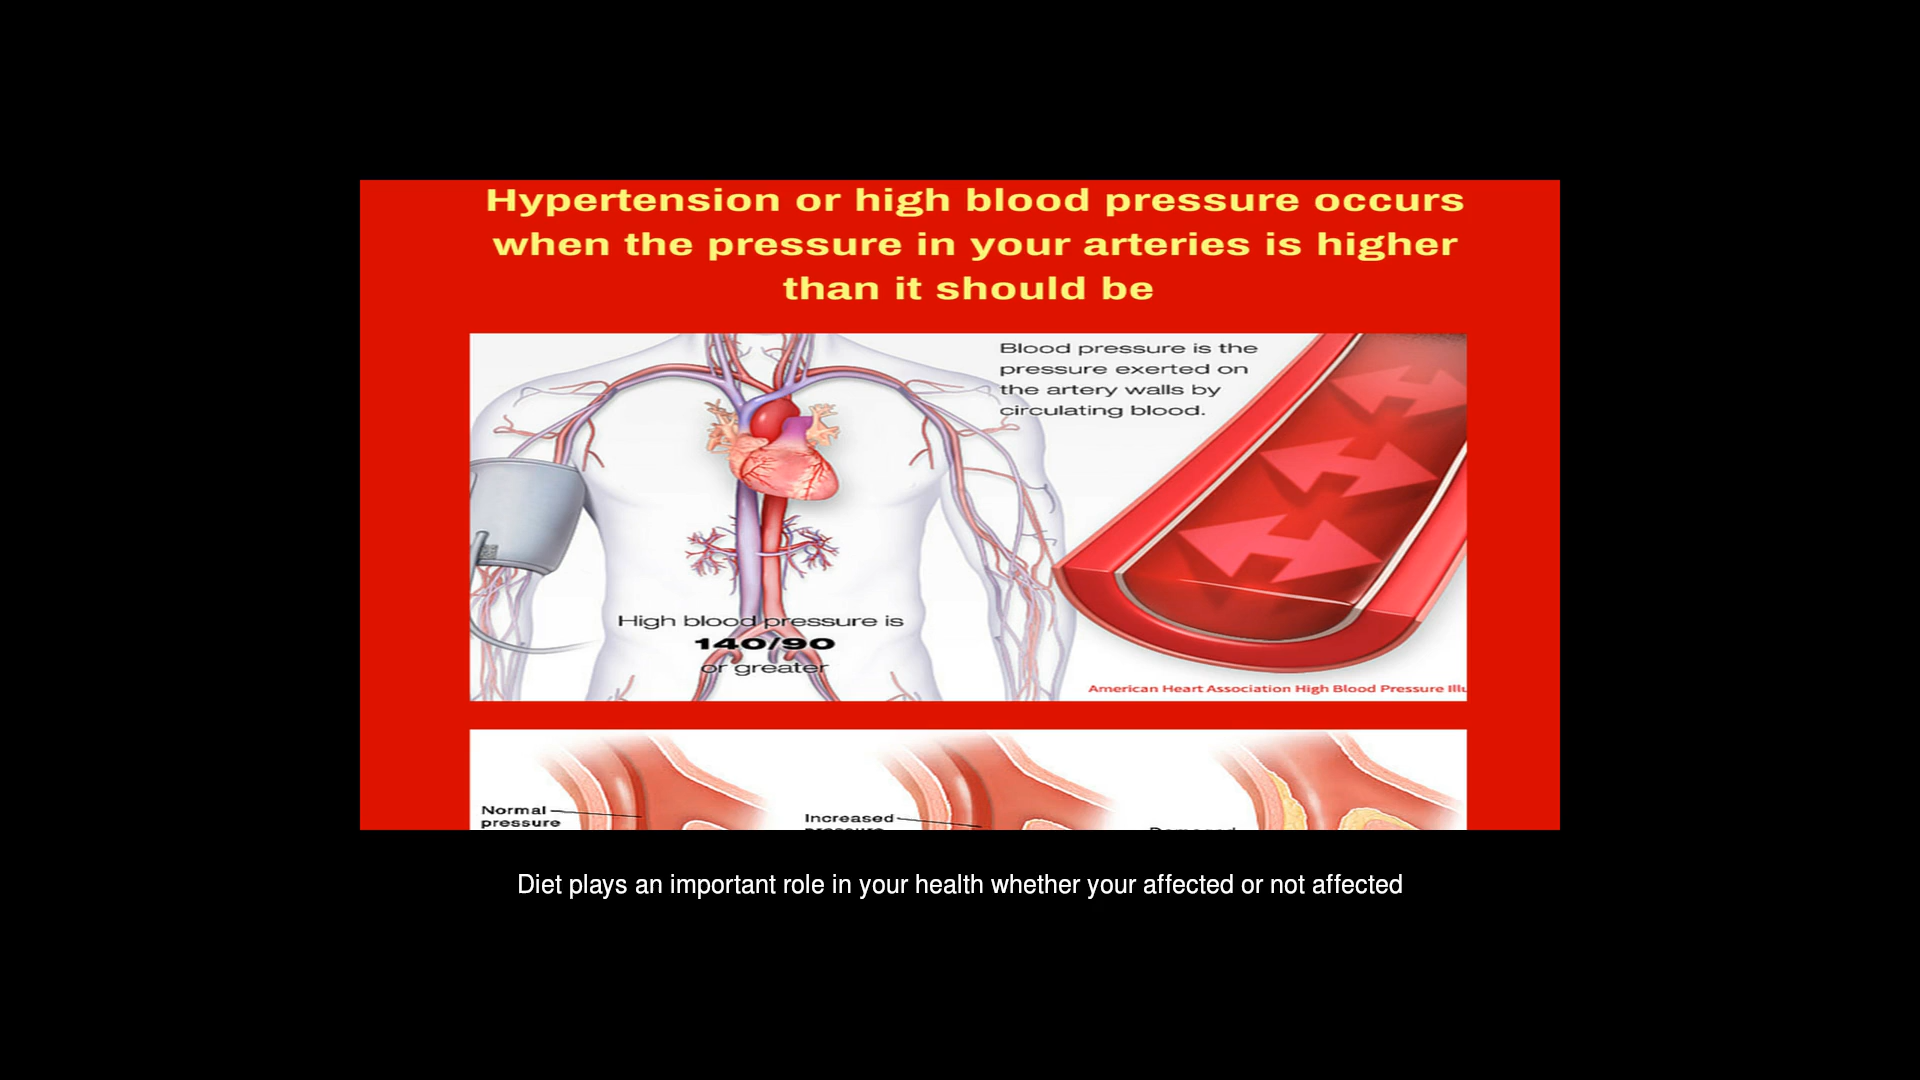 Hypertension or high blood pressure occurs
when the pressure in your arteries is higher
than it should be
Blood pressure is the
pressure exerted on
the artery walls by
circulating blood.
High blood pressure is
140/90
or greater
American Heart Association High Blood Pressure Illu
Normal
pressure
Increased
pressure
Damaged
Diet plays an important role in your health whether your affected or not affected